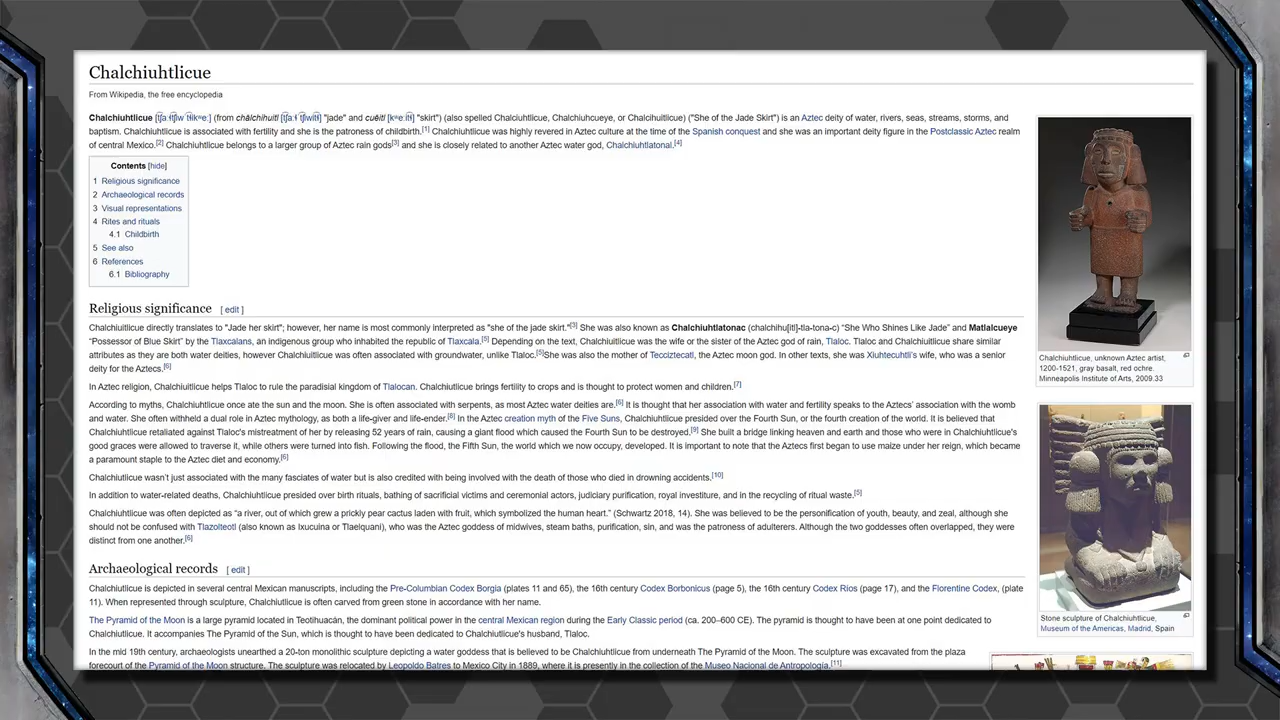 Chalchiuhtlicue
From Wikipedia, the free encyclopedia
Chalchiuhtlicue (from chālchihuitl "jade" and cuēitl "skirt") (also spelled Chalciuhtlicue, Chalchiuhcueye, or Chalcihuitlicue) ("She of the Jade Skirt") is an Aztec deity of water, rivers, seas, streams, storms, and
baptism. Chalchiuhtlicue is associated with fertility and she is the patroness of childbirth.[1] Chalchiuhtlicue was highly revered in Aztec culture at the time of the Spanish conquest and she was an important deity figure in the Postclassic Aztec realm
of central Mexico.[2] Chalchiuhtlicue belongs to a larger group of Aztec rain gods[3] and she is closely related to another Aztec water god, Chalchiuhtlatonal.[4]
Contents [hide]
1 Religious significance
2 Archaeological records
3 Visual representations
4 Rites and rituals
4.1 Childbirth
5 See also
6 References
6.1 Bibliography
Chalchiuhtlicue, unknown Aztec artist,
1200-1521, gray basalt, red ochre.
Minneapolis Institute of Arts, 2009.33
Religious significance [ edit ]
Chalchiuitlicue directly translates to "Jade her skirt"; however, her name is most commonly interpreted as "she of the jade skirt."[3] She was also known as Chalchiuhtlatonac (chalchihu[itl]-tla-tona-c) “She Who Shines Like Jade” and Matlalcueye
“Possessor of Blue Skirt” by the Tlaxcalans, an indigenous group who inhabited the republic of Tlaxcala.[5] Depending on the text, Chalchiuhtlicue was the wife or the sister of the Aztec god of rain, Tlaloc. Tlaloc and Chalchiuhtlicue share similar
attributes as they are both water deities, however Chalchiuhtlicue was often associated with groundwater, unlike Tlaloc.[5]She was also the mother of Tecciztecatl, the Aztec moon god. In other texts, she was Xiuhtecuhtli's wife, who was a senior
deity for the Aztecs.[6]
In Aztec religion, Chalchiuitlicue helps Tlaloc to rule the paradisial kingdom of Tlalocan. Chalchiuhtlicue brings fertility to crops and is thought to protect women and children.[7]
According to myths, Chalchiuhtlicue once ate the sun and the moon. She is often associated with serpents, as most Aztec water deities are.[6] It is thought that her association with water and fertility speaks to the Aztecs' association with the womb
and water. She often withheld a dual role in Aztec mythology, as both a life-giver and life-ender.[8] In the Aztec creation myth of the Five Suns, Chalchiuhtlicue presided over the Fourth Sun, or the fourth creation of the world. It is believed that
Chalchiuhtlicue retaliated against Tlaloc's mistreatment of her by releasing 52 years of rain, causing a giant flood which caused the Fourth Sun to be destroyed.[9] She built a bridge linking heaven and earth and those who were in Chalchiuhtlicue's
good graces were allowed to traverse it, while others were turned into fish. Following the flood, the Fifth Sun, the world which we now occupy, developed. It is important to note that the Aztecs first began to use maize under her reign, which became
a paramount staple to the Aztec diet and economy.[6]
Chalchiuhtlicue wasn't just associated with the many fasciates of water but is also credited with being involved with the death of those who died in drowning accidents.[10]
In addition to water-related deaths, Chalchiuhtlicue presided over birth rituals, bathing of sacrificial victims and ceremonial actors, judiciary purification, royal investiture, and in the recycling of ritual waste.[5]
Chalchiuhtlicue was often depicted as “a river, out of which grew a prickly pear cactus laden with fruit, which symbolized the human heart.” (Schwartz 2018, 14). She was believed to be the personification of youth, beauty, and zeal, although she
should not be confused with Tlazolteotl (also known as Ixucuina or Tlaelquani), who was the Aztec goddess of midwives, steam baths, purification, sin, and was the patroness of adulterers. Although the two goddesses often overlapped, they were
distinct from one another.[6]
Archaeological records [ edit ]
Chalchiutlicue is depicted in several central Mexican manuscripts, including the Pre-Columbian Codex Borgia (plates 11 and 65), the 16th century Codex Borbonicus (page 5), the 16th century Codex Ríos (page 17), and the Florentine Codex, (plate
11). When represented through sculpture, Chalchiutlicue is often carved from green stone in accordance with her name.
The Pyramid of the Moon is a large pyramid located in Teotihuacán, the dominant political power in the central Mexican region during the Early Classic period (ca. 200–600 CE). The pyramid is thought to have been at one point dedicated to
Chalchiutlicue. It accompanies The Pyramid of the Sun, which is thought to have been dedicated to Chalchiutlicue's husband, Tlaloc.
In the mid 19th century, archaeologists unearthed a 20-ton monolithic sculpture depicting a water goddess that is believed to be Chalchiutlicue from underneath The Pyramid of the Moon. The sculpture was excavated from the plaza
forecourt of the Pyramid of the Moon structure. The sculpture was relocated by Leopoldo Batres to Mexico City in 1889, where it is presently in the collection of the Museo Nacional de Antropología.[11]
Stone sculpture of Chalchiuhtlicue,
Museum of the Americas, Madrid, Spain